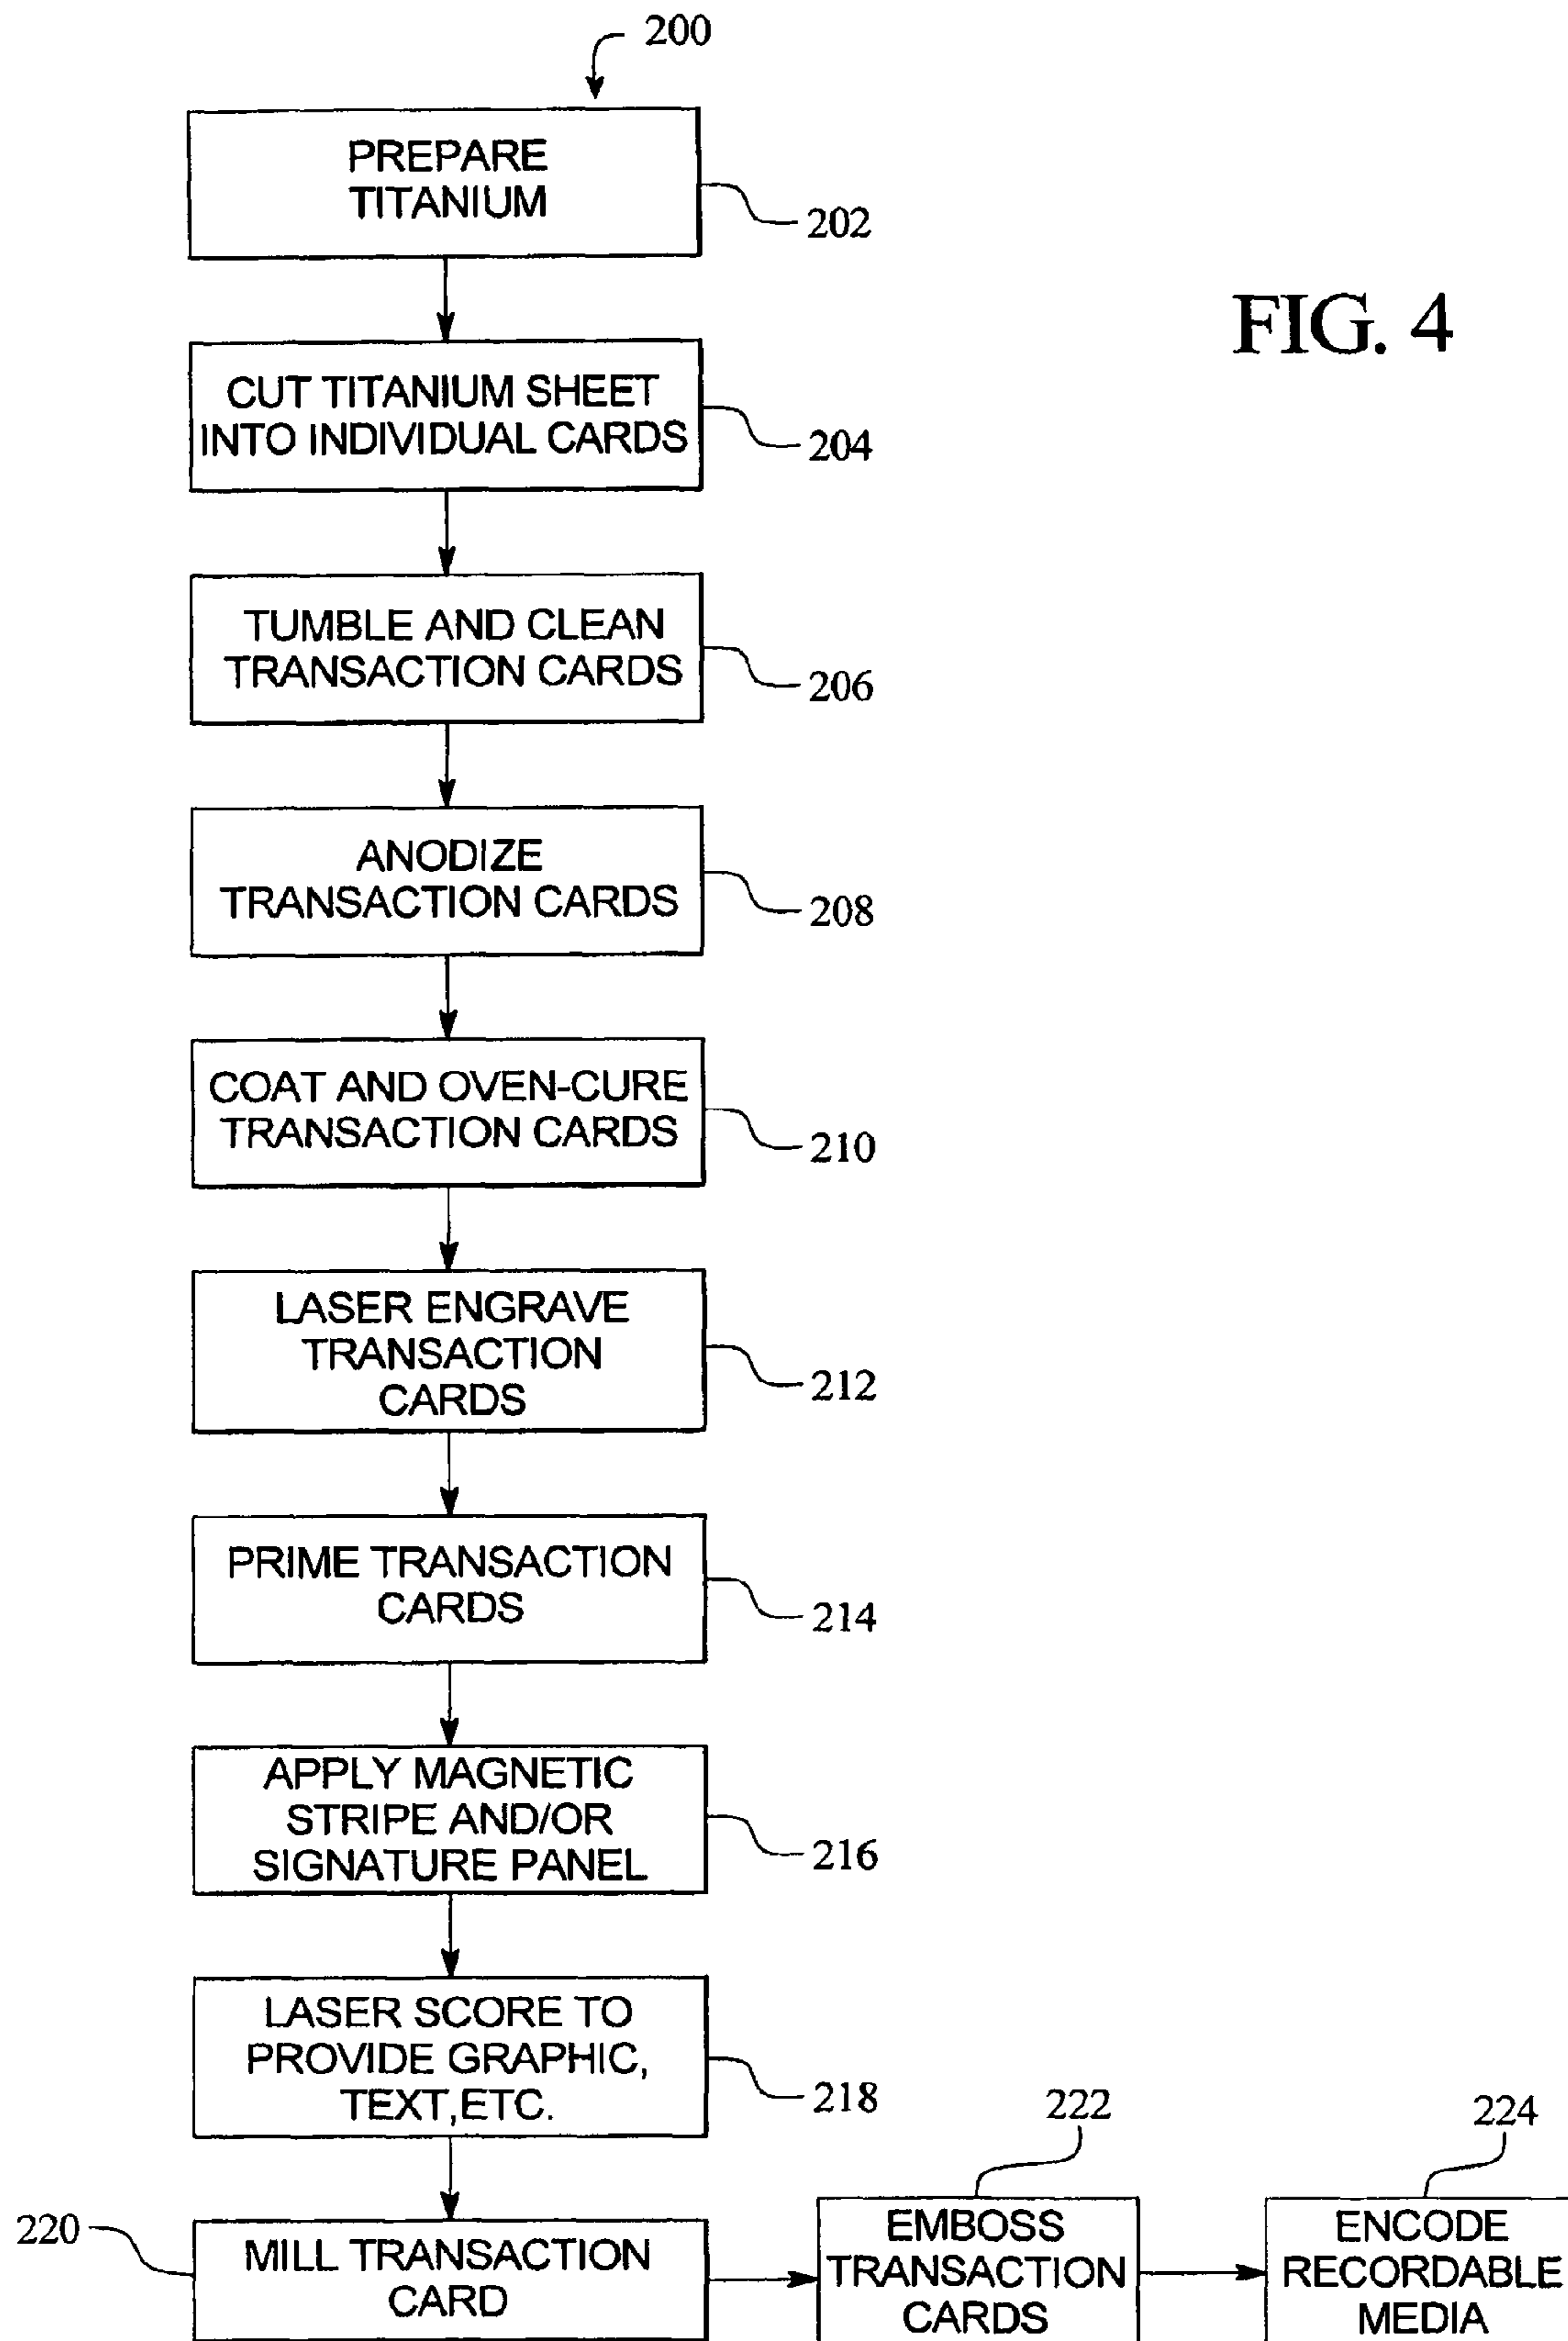 200
PREPARE
TITANIUM
202
FIG. 4
CUT TITANIUM SHEET
INTO INDIVIDUAL CARDS
204
TUMBLE AND CLEAN
TRANSACTION CARDS
206
ANODIZE
TRANSACTION CARDS
208
COAT AND OVEN-CURE
TRANSACTION CARDS
210
LASER ENGRAVE
TRANSACTION
CARDS
212
PRIME TRANSACTION
CARDS
214
APPLY MAGNETIC
STRIPE AND/OR
SIGNATURE PANEL
216
LASER SCORE TO
PROVIDE GRAPHIC,
TEXT,ETC.
218
220
MILL TRANSACTION
CARD
222
EMBOSS
TRANSACTION
CARDS
224
ENCODE
RECORDABLE
MEDIA